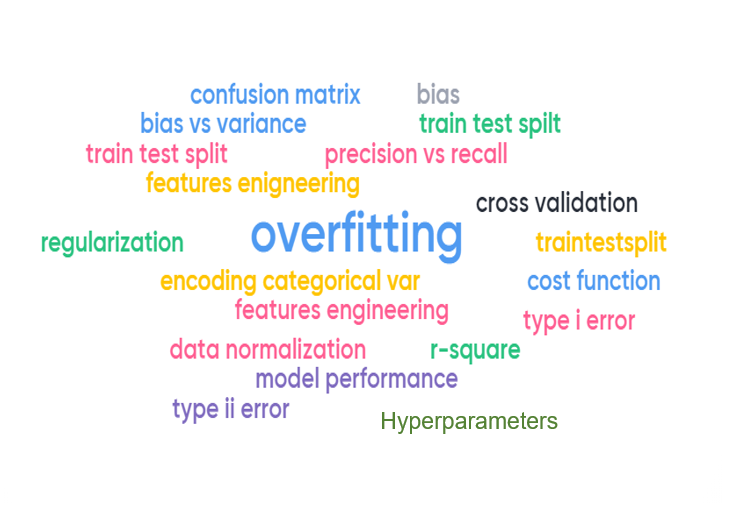 confusion matrix
bias
bias vs variance
train test spilt
train test split
precision vs recall
features enigneering
cross validation
overfitting
regularization
traintestsplit
encoding categorical var
cost function
features engineering
type i error
data normalization
r-square
model performance
type ii error
Hyperparameters